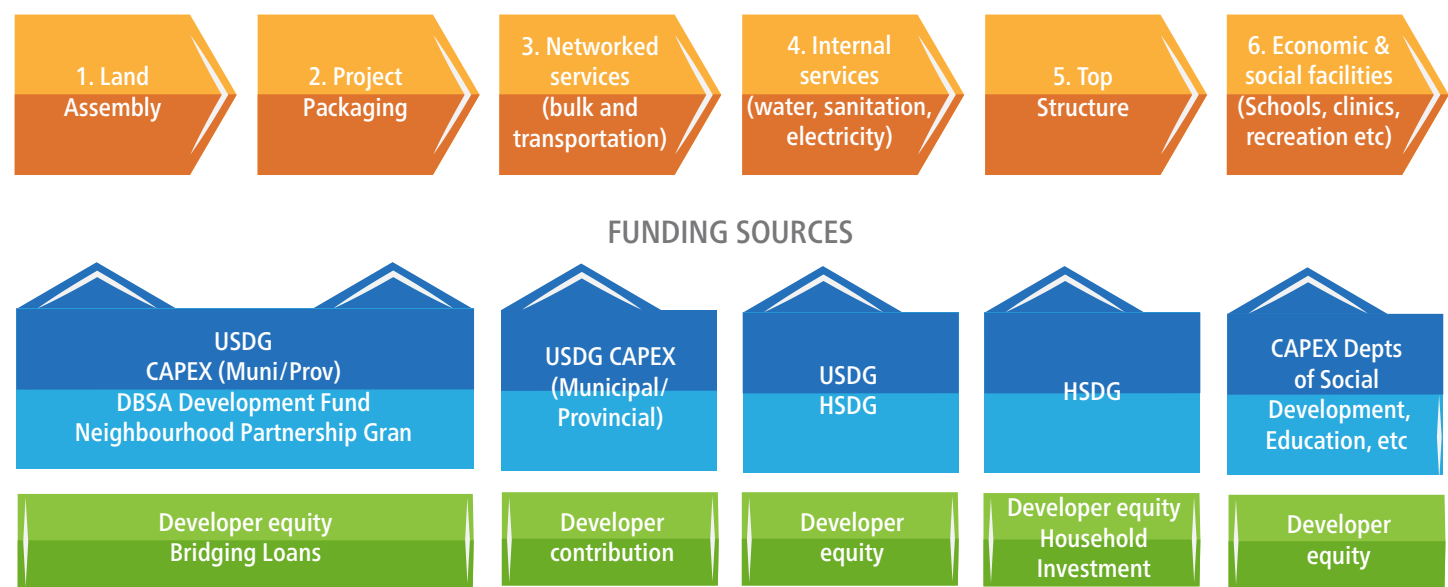 1. Land
Assembly
2. Project
Packaging
3. Networked
services
(bulk and
transportation)
4. Internal
services
(water, sanitation,
electricity)
5. Top
Structure
6. Economic &
social facilities
(Schools, clinics,
recreation etc)
FUNDING SOURCES
USDG
CAPEX (Muni/Prov)
DBSA Development Fund
Neighbourhood Partnership Gran
USDG CAPEX
(Municipal/
Provincial)
USDG
HSDG
HSDG
CAPEX Depts
of Social
Development,
Education, etc
Developer equity
Bridging Loans
Developer
contribution
Developer
equity
Developer equity
Household
Investment
Developer
equity